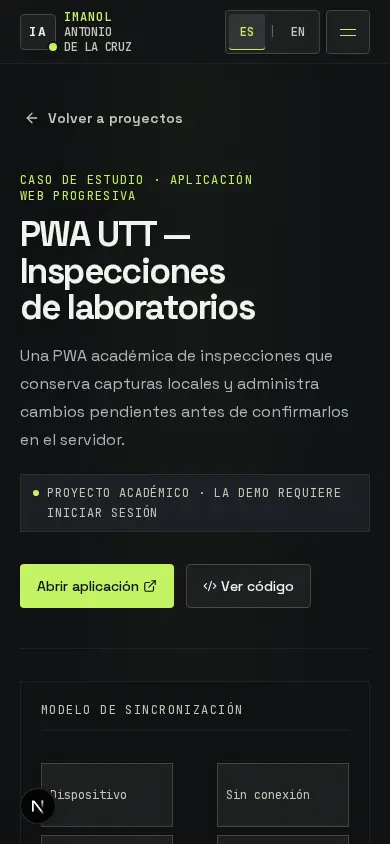 IA
IMANOL
ANTONIO
DE LA CRUZ
ES
EN
Volver a proyectos
CASO DE ESTUDIO · APLICACIÓN
WEB PROGRESIVA
PWA UTT —
Inspecciones
de laboratorios
Una PWA académica de inspecciones que
conserva capturas locales y administra
cambios pendientes antes de confirmarlos
en el servidor.
PROYECTO ACADÉMICO · LA DEMO REQUIERE
INICIAR SESIÓN
Abrir aplicación
Ver código
MODELO DE SINCRONIZACIÓN
Dispositivo
Sin conexión
N